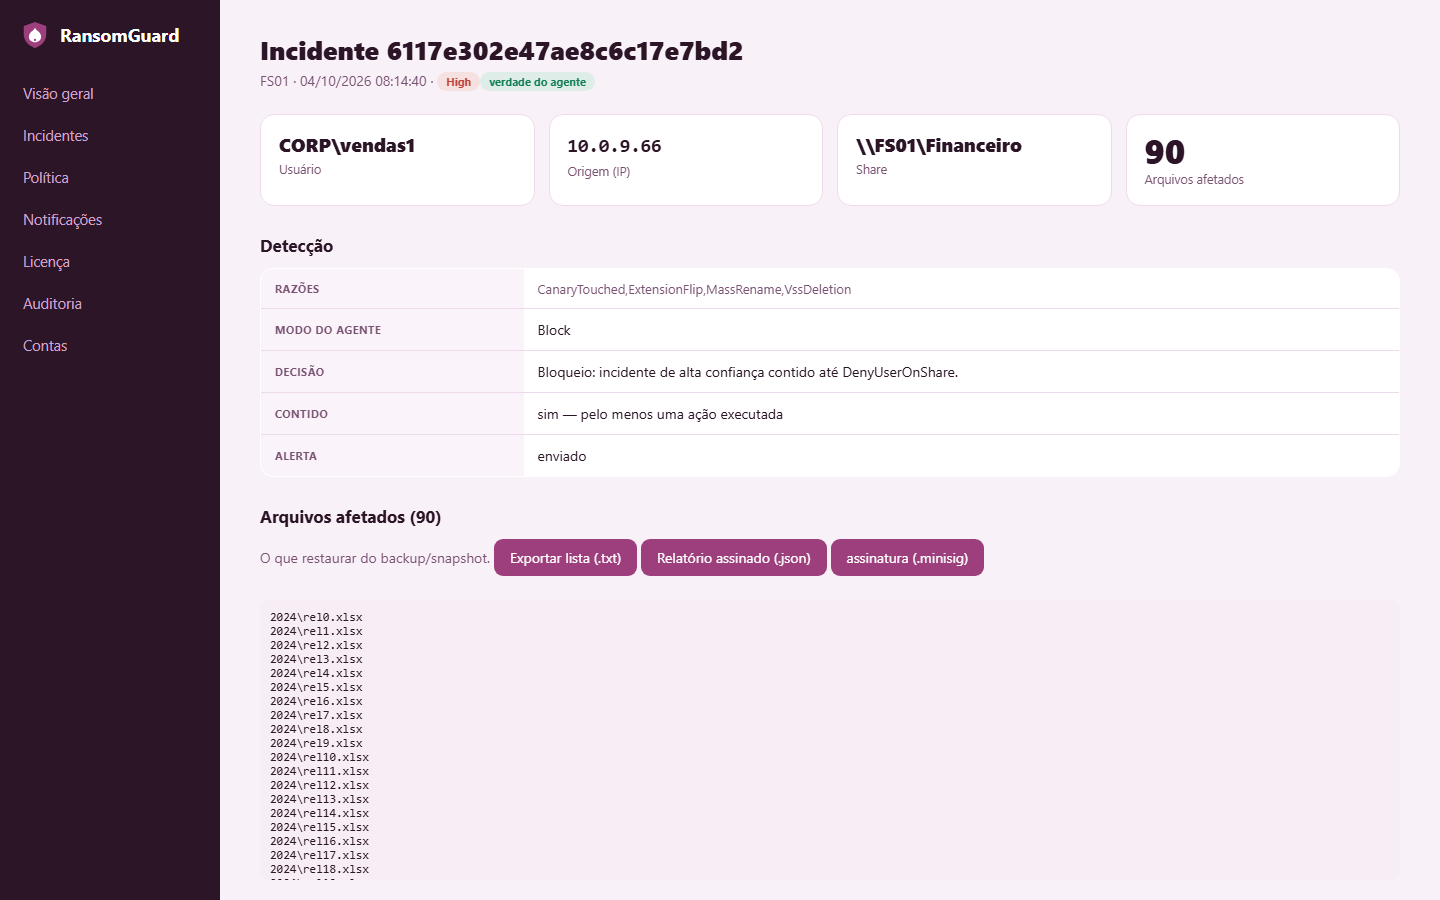 RansomGuard
Visão geral
Incidentes
Política
Notificações
Licença
Auditoria
Contas
Incidente 6117e302e47ae8c6c17e7bd2
FS01 · 04/10/2026 08:14:40 · High verdade do agente
CORP\vendas1
Usuário
10.0.9.66
Origem (IP)
\\FS01\Financeiro
Share
90
Arquivos afetados
Detecção
RAZÕES CanaryTouched,ExtensionFlip,MassRename,VssDeletion
MODO DO AGENTE Block
DECISÃO Bloqueio: incidente de alta confiança contido até DenyUserOnShare.
CONTIDO sim — pelo menos uma ação executada
ALERTA enviado
Arquivos afetados (90)
O que restaurar do backup/snapshot. Exportar lista (.txt) Relatório assinado (.json) assinatura (.minisig)
2024\rel0.xlsx
2024\rel1.xlsx
2024\rel2.xlsx
2024\rel3.xlsx
2024\rel4.xlsx
2024\rel5.xlsx
2024\rel6.xlsx
2024\rel7.xlsx
2024\rel8.xlsx
2024\rel9.xlsx
2024\rel10.xlsx
2024\rel11.xlsx
2024\rel12.xlsx
2024\rel13.xlsx
2024\rel14.xlsx
2024\rel15.xlsx
2024\rel16.xlsx
2024\rel17.xlsx
2024\rel18.xlsx